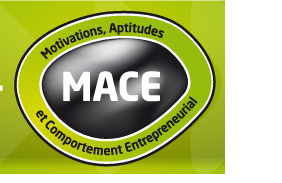 Motivations, Aptitudes
MACE
et Comportement Entrepreneurial